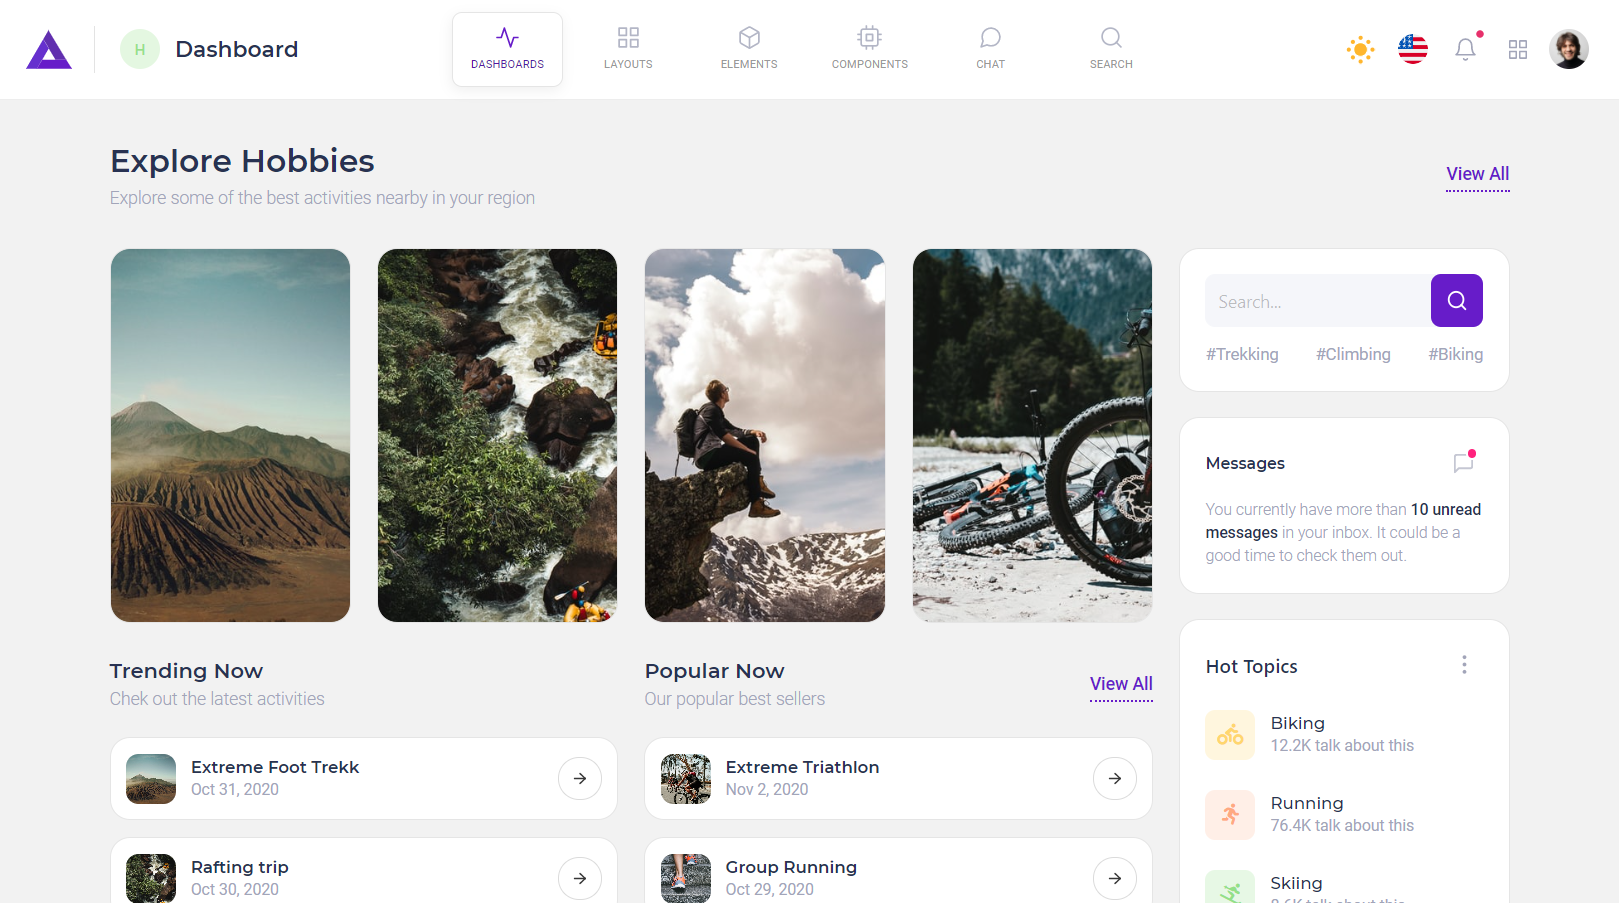 H
Dashboard
DASHBOARDS
LAYOUTS
ELEMENTS
COMPONENTS
CHAT
SEARCH
Explore Hobbies
Explore some of the best activities nearby in your region
View All
Search...
#Trekking
#Climbing
#Biking
Messages
You currently have more than 10 unread
messages in your inbox. It could be a
good time to check them out.
Trending Now
Chek out the latest activities
Popular Now
Our popular best sellers
View All
Extreme Foot Trekk
Oct 31, 2020
Extreme Triathlon
Nov 2, 2020
Rafting trip
Oct 30, 2020
Group Running
Oct 29, 2020
Hot Topics
Biking
12.2K talk about this
Running
76.4K talk about this
Skiing
talk about this